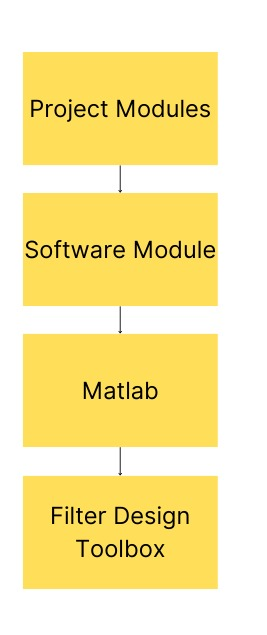 Project Modules
Software Module
Matlab
Filter Design
Toolbox